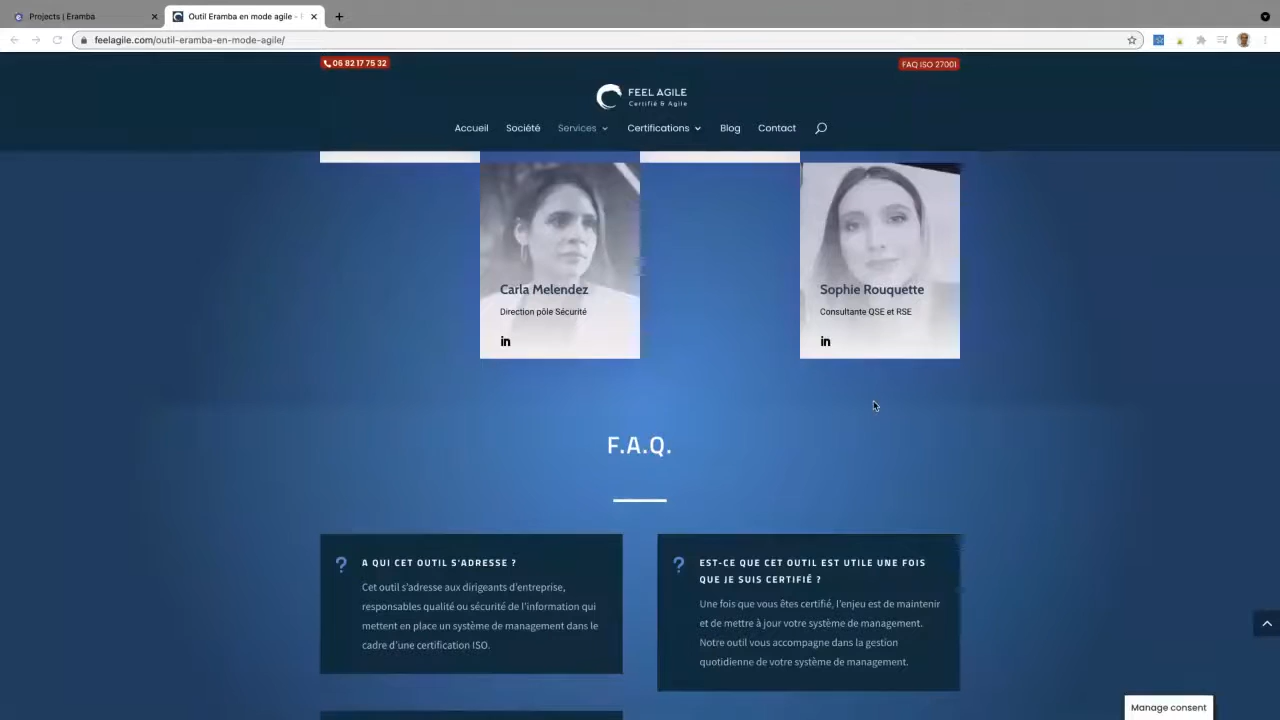 Projects | Eramba
Outil Eramba en mode agile -
feelagile.com/outil-eramba-en-mode-agile/
06 82 17 75 32
FAQ ISO 27001
FEEL AGILE
Certifié & Agile
Accueil
Société
Services
Certifications
Blog
Contact
Carla Melendez
Direction pôle Sécurité
in
Sophie Rouquette
Consultante QSE et RSE
in
F.A.Q.
? A QUI CET OUTIL S'ADRESSE ?
Cet outil s'adresse aux dirigeants d'entreprise,
responsables qualité ou sécurité de l'information qui
mettent en place un système de management dans le
cadre d'une certification ISO.
? EST-CE QUE CET OUTIL EST UTILE UNE FOIS
QUE JE SUIS CERTIFIÉ ?
Une fois que vous êtes certifié, l'enjeu est de maintenir
et de mettre à jour votre système de management.
Notre outil vous accompagne dans la gestion
quotidienne de votre système de management.
Manage consent